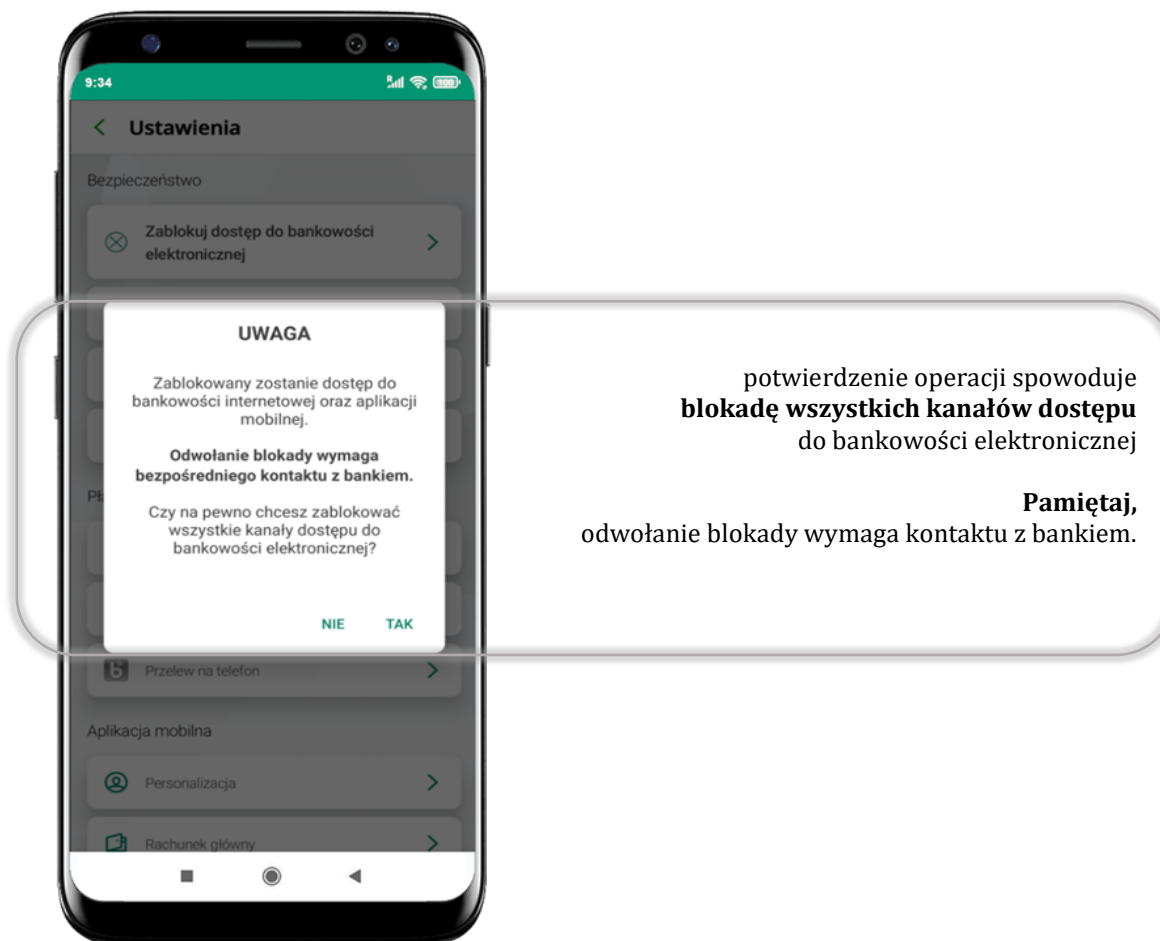 9:34
Ustawienia
Bezpieczeństwo
Zablokuj dostęp do bankowości
elektronicznej
UWAGA
Zablokowany zostanie dostęp do
bankowości internetowej oraz aplikacji
mobilnej.
Odwołanie blokady wymaga
bezpośredniego kontaktu z bankiem.
Czy na pewno chcesz zablokować
wszystkie kanały dostępu do
bankowości elektronicznej?
NIE TAK
Przelew na telefon
Aplikacja mobilna
Personalizacja
Rachunek główny
potwierdzenie operacji spowoduje
blokadę wszystkich kanałów dostępu
do bankowości elektronicznej
Pamiętaj,
odwołanie blokady wymaga kontaktu z bankiem.